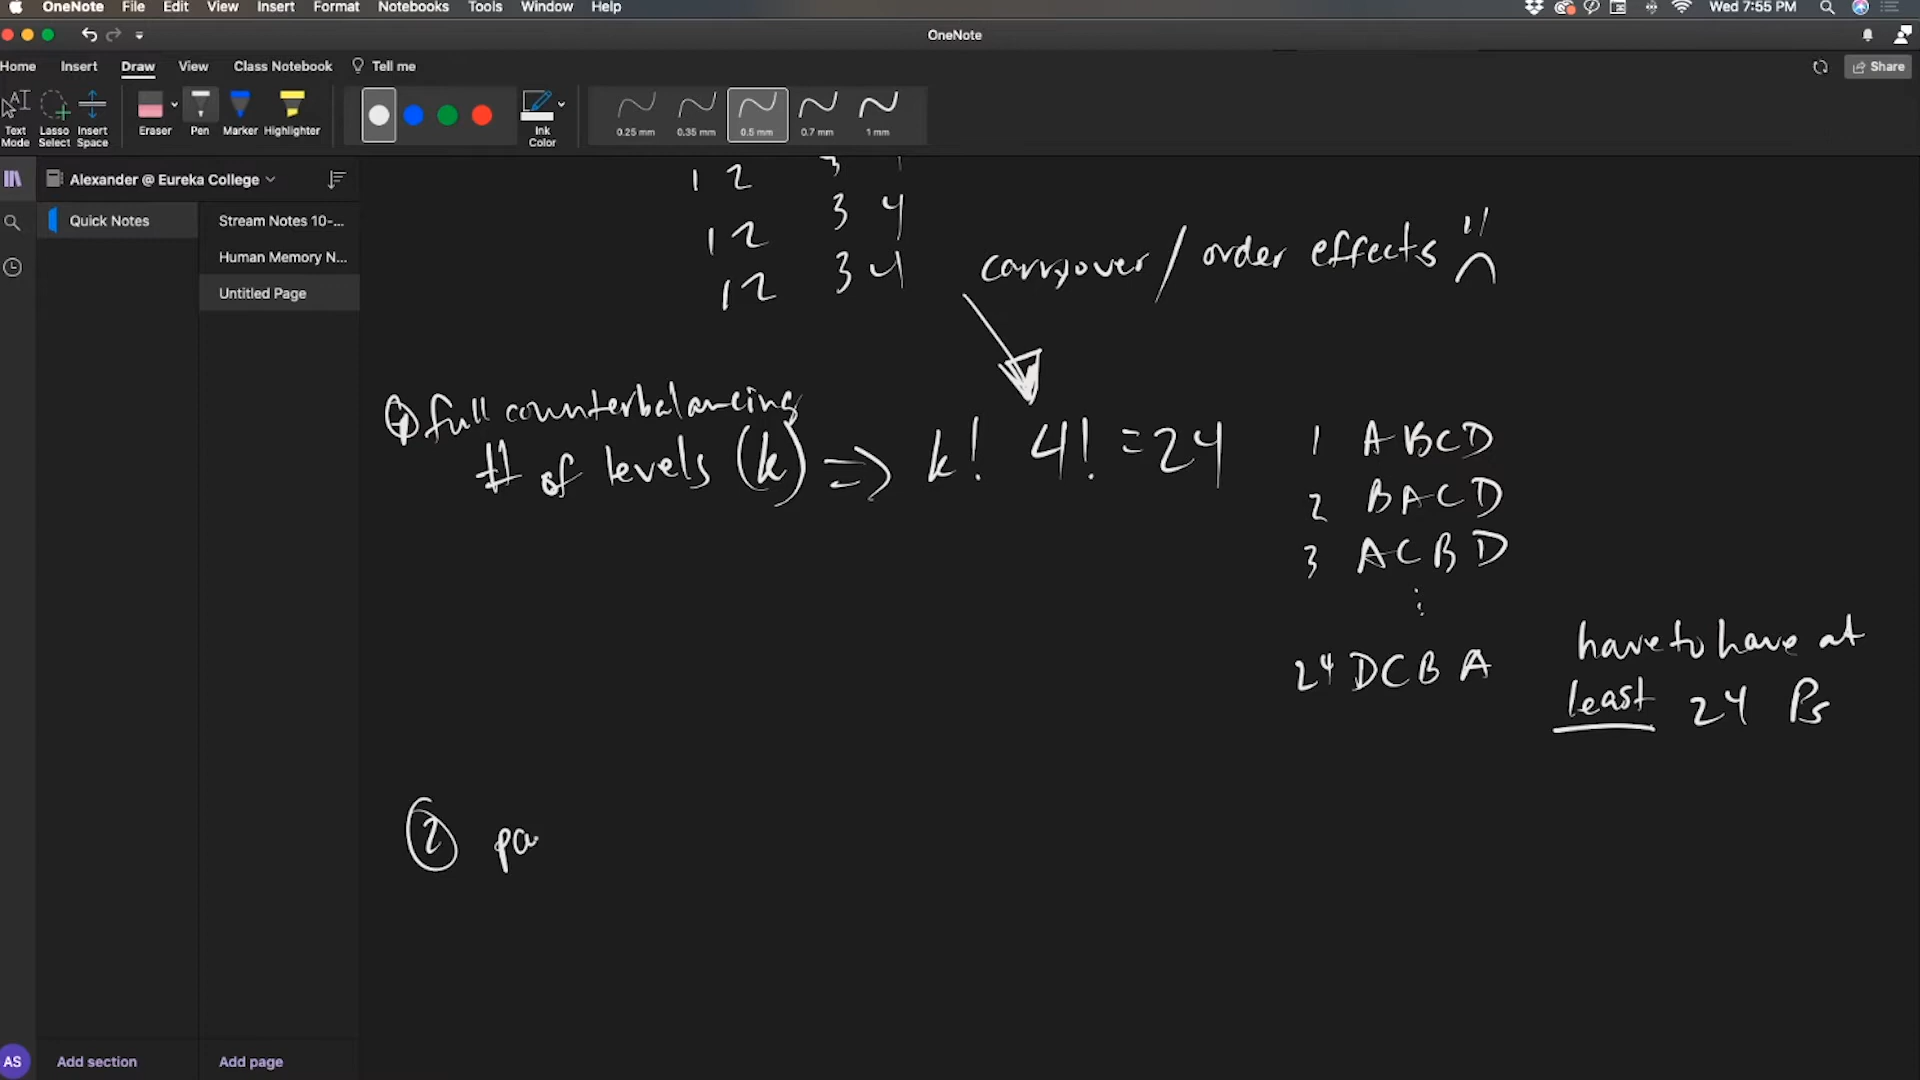 OneNote File Edit View Insert Format Notebooks Tools Window Help Wed 7:55 PM
OneNote
Home Insert Draw View Class Notebook Tell me Share
Text Mode Lasso Select Insert Space Eraser Pen Marker Highlighter Ink Color 0.25 mm 0.35 mm 0.5 mm 0.7 mm 1 mm
Alexander @ Eureka College
Quick Notes
Stream Notes 10-...
Human Memory N...
Untitled Page
1 2 3
1 2 3 4
1 2 3 4
carryover / order effects
full counterbalancing
# of levels (k) => k! 4! = 24
1 ABCD
2 BACD
3 ACBD
⋮
24 DCBA
have to have at
least 24 Ps
2 pa
AS Add section Add page